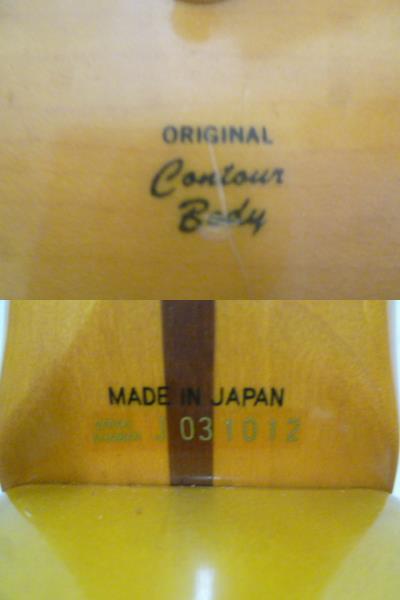 ORIGINAL
Contour
Body
MADE IN JAPAN
J 031012